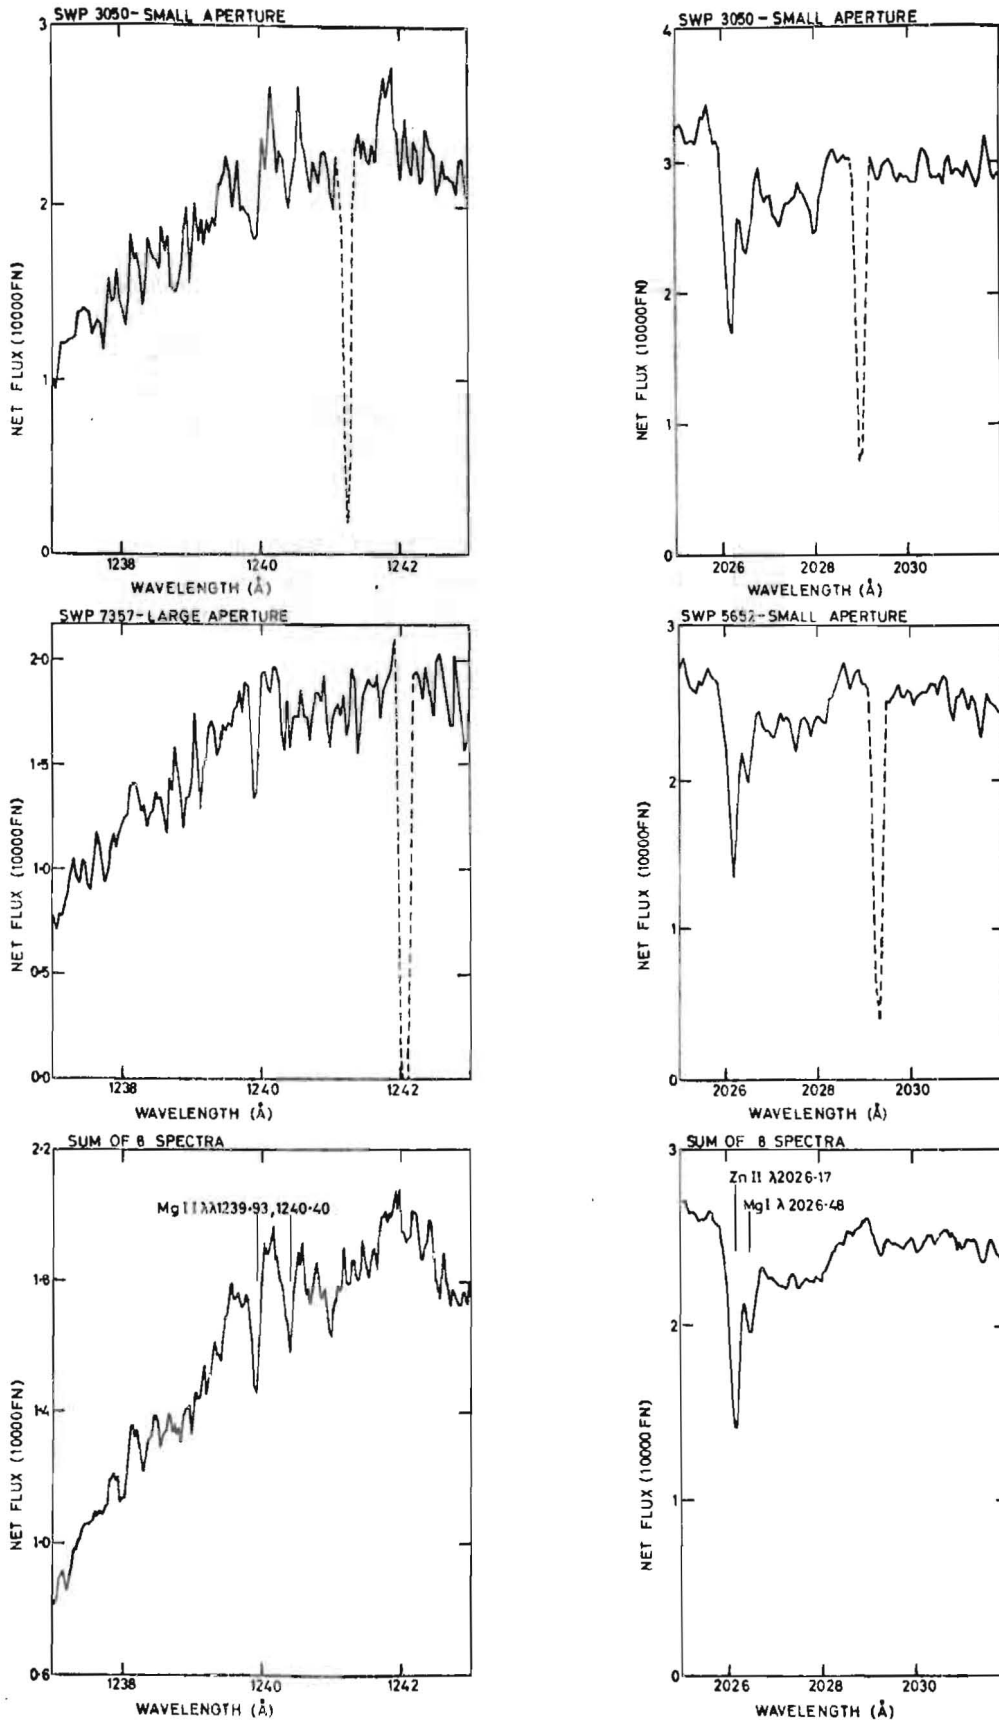 SWP 3050-SMALL APERTURE
3
2
1
0
NET FLUX (10000FN)
1238 1240 1242
WAVELENGTH (Å)
SWP 3050-SMALL APERTURE
4
3
2
1
0
NET FLUX (10000FN)
2026 2028 2030
WAVELENGTH (Å)
SWP 7357-LARGE APERTURE
2·0
1·5
1·0
0·5
0·0
NET FLUX (10000FN)
1238 1240 1242
WAVELENGTH (Å)
SWP 5652-SMALL APERTURE
3
2
1
0
NET FLUX (10000FN)
2026 2028 2030
WAVELENGTH (Å)
SUM OF 8 SPECTRA
2·2
1·8
1·4
1·0
0·6
Mg II λλ1239·93, 1240·40
NET FLUX (10000FN)
1238 1240 1242
WAVELENGTH (Å)
SUM OF 8 SPECTRA
3
2
1
0
Zn II λ2026·17
Mg I λ 2026·48
NET FLUX (10000 FN)
2026 2028 2030
WAVELENGTH (Å)